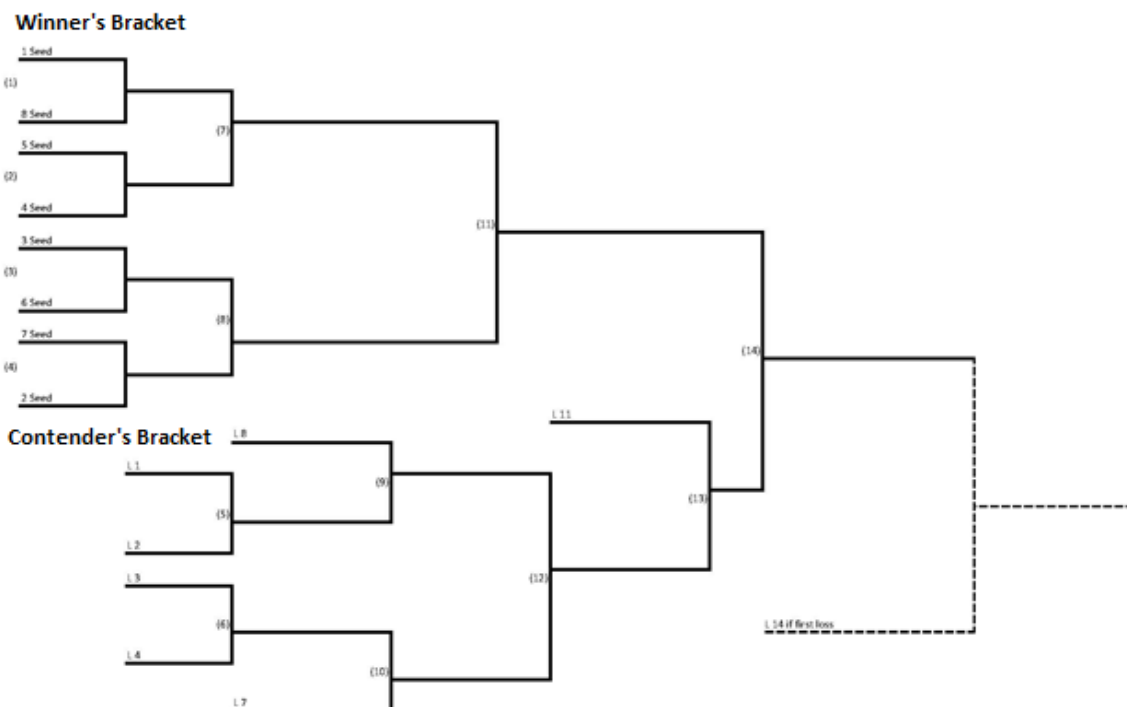 Winner's Bracket
1 Seed
(1)
8 Seed
(7)
5 Seed
(2)
4 Seed
(11)
3 Seed
(3)
6 Seed
(8)
7 Seed
(14)
(4)
2 Seed
L 11
Contender's Bracket
L 8
L 1
(9)
(13)
(5)
L 2
L 3
(12)
(6)
L 14 if first loss
L 4
(10)
L 7